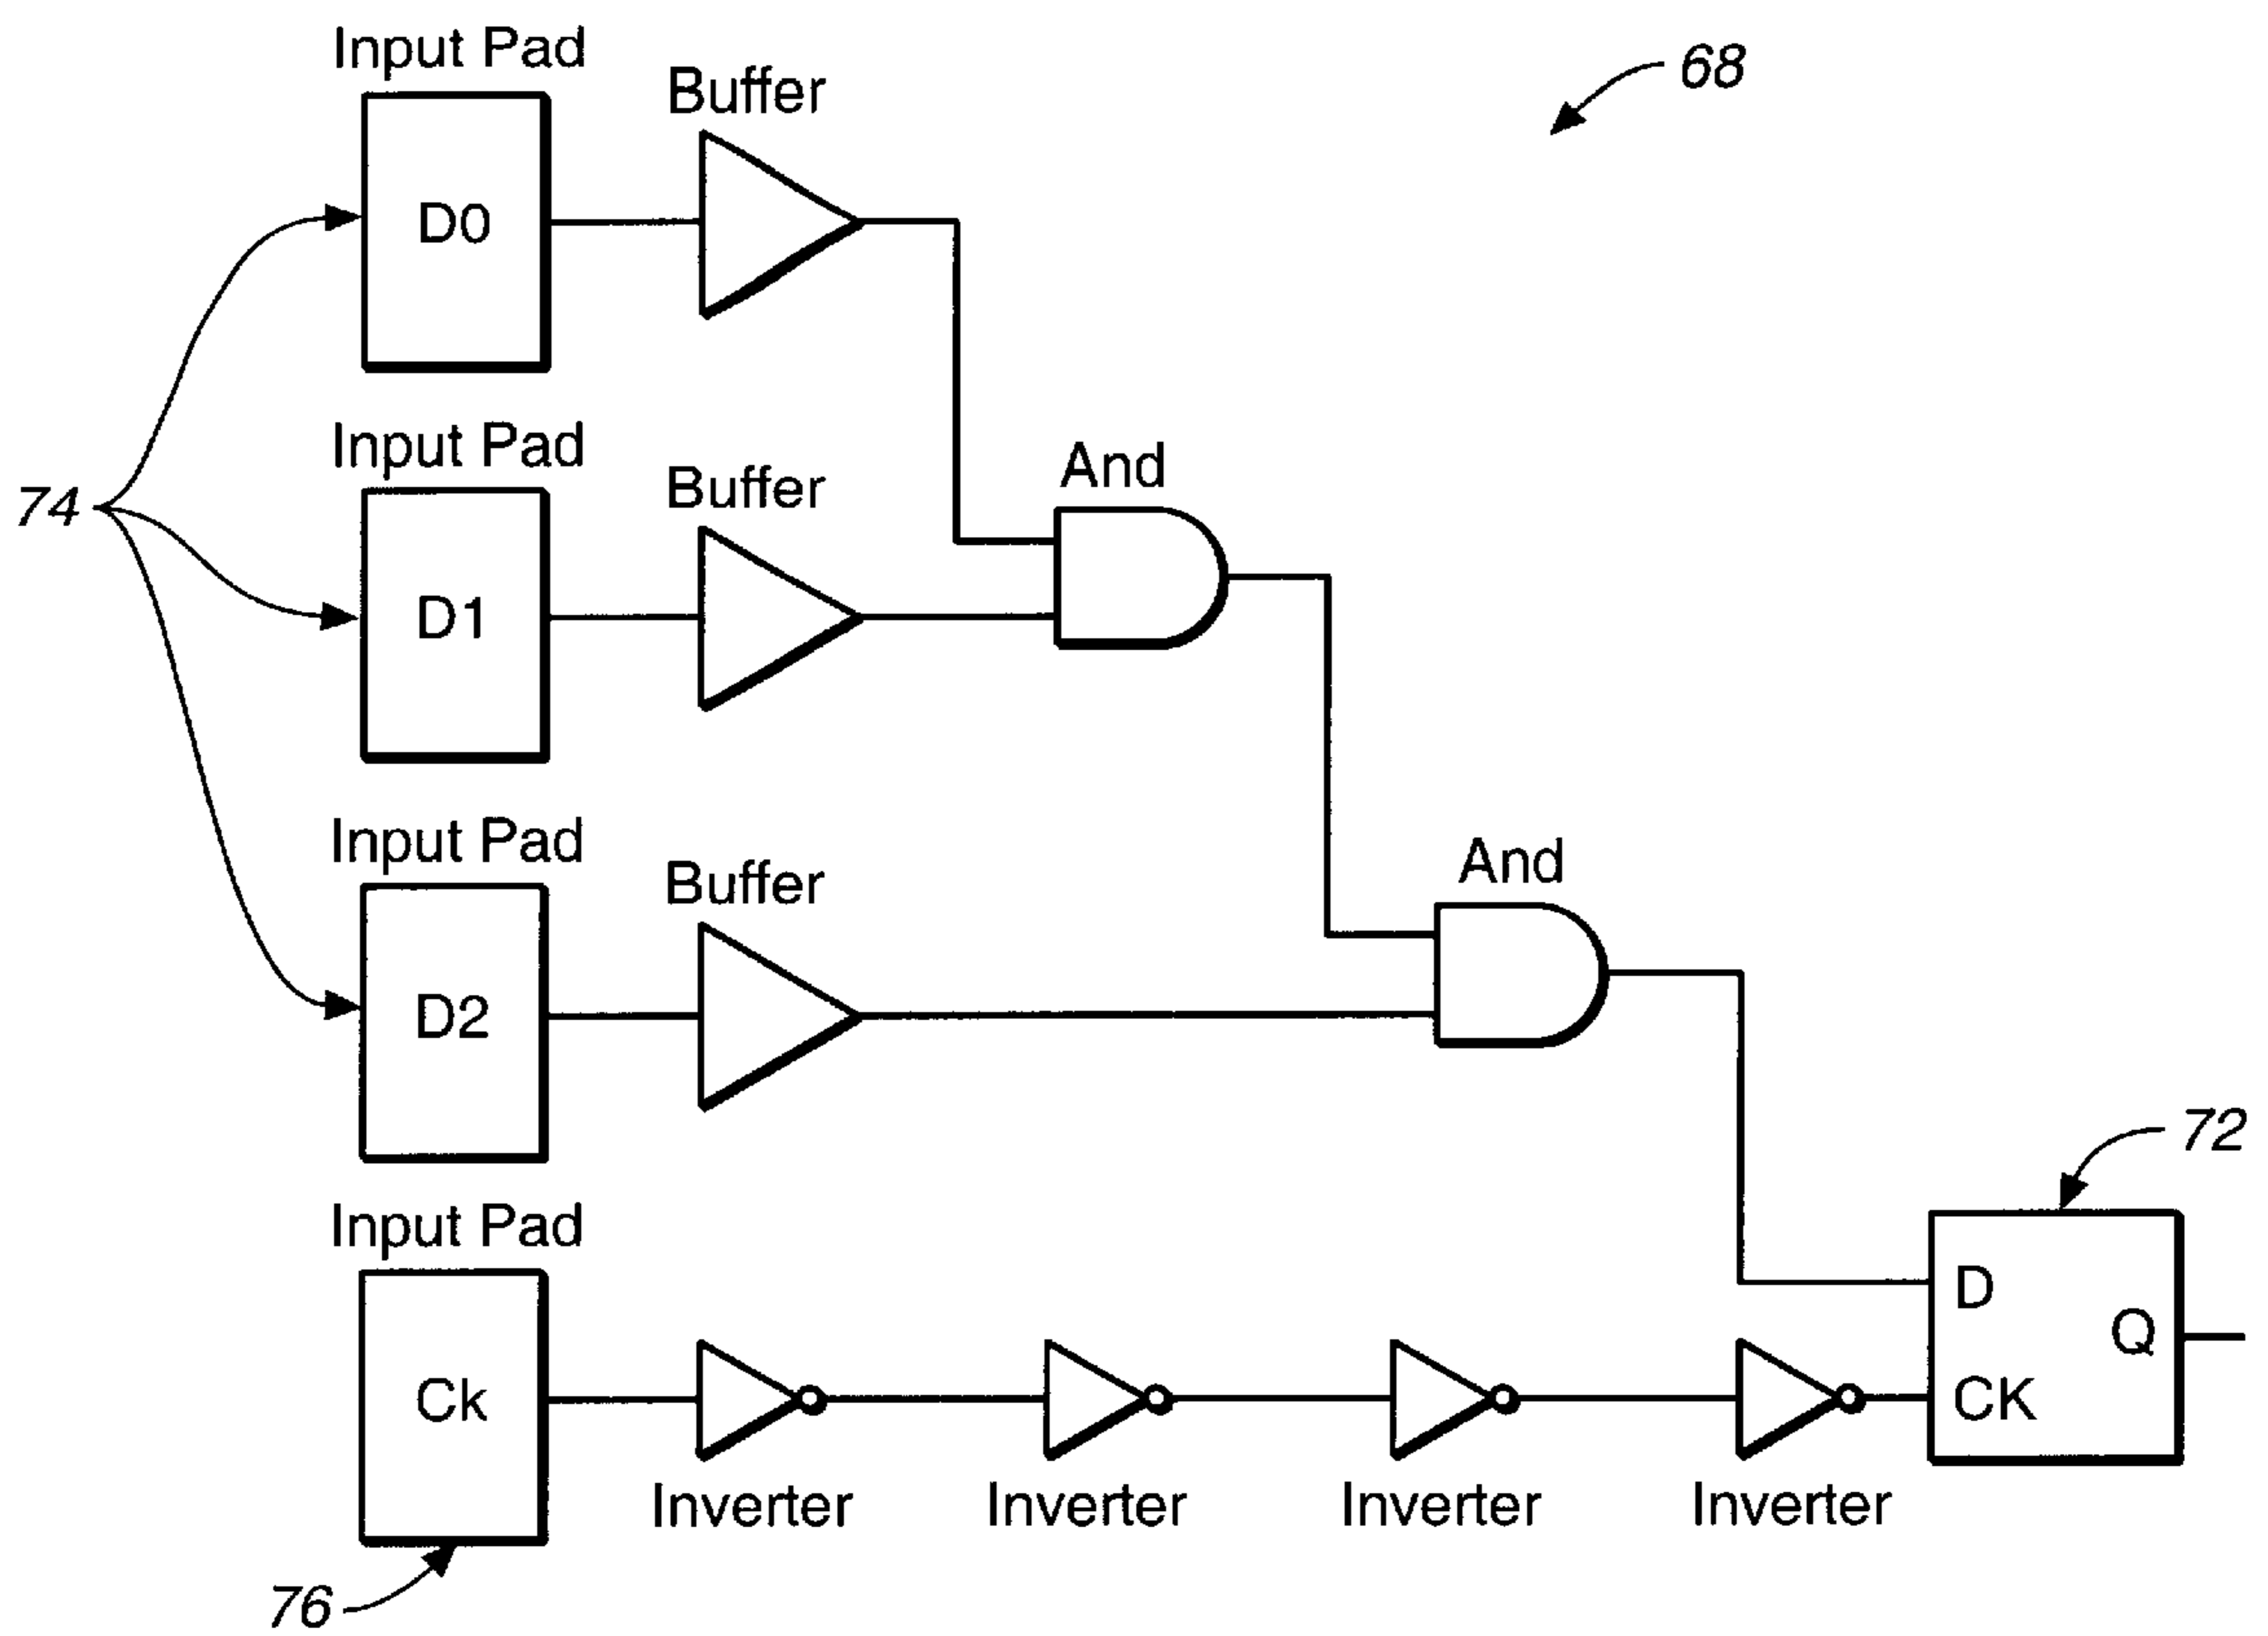 Input Pad
Buffer
68
D0
Input Pad
Buffer
And
74
D1
Input Pad
Buffer
And
D2
72
Input Pad
D
Q
Ck
CK
Inverter
Inverter
Inverter
Inverter
76